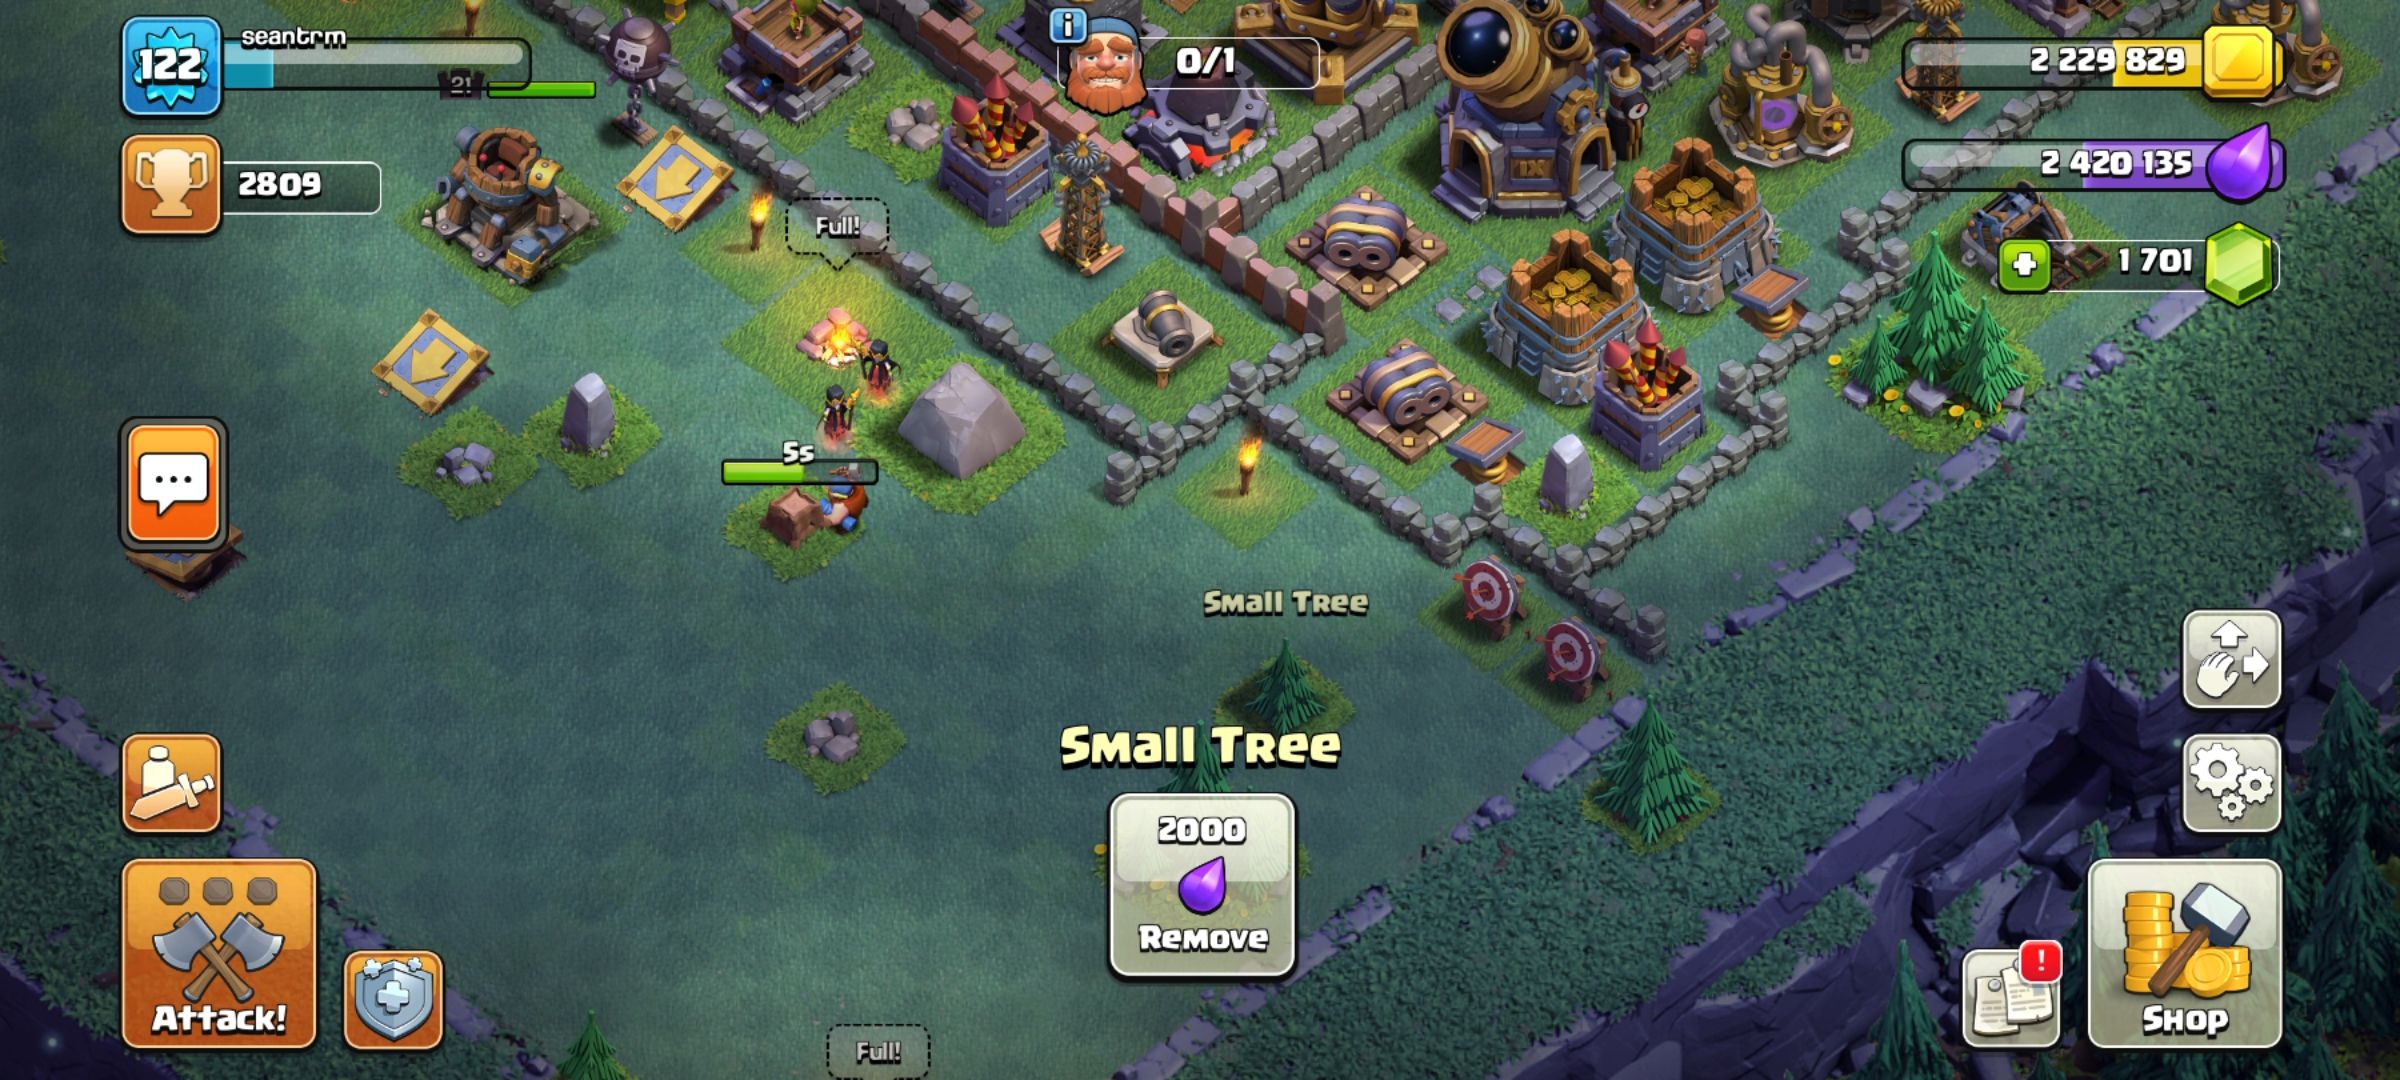 122
seantrm
21
0/1
2 229 829
2809
2 420 135
Full!
1 701
5s
Small Tree
Small Tree
2000
Remove
Attack!
!
Shop
Full!